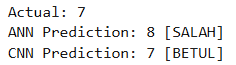 Actual: 7
ANN Prediction: 8 [SALAH]
CNN Prediction: 7 [BETUL]